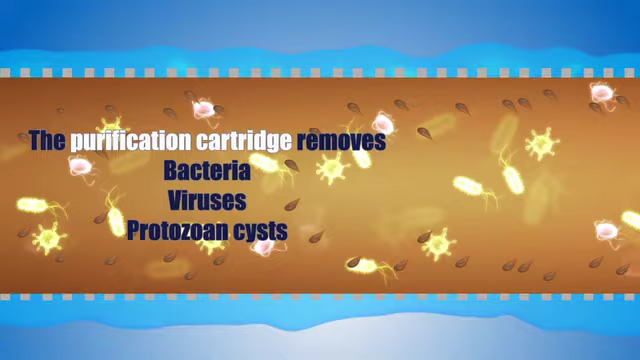 The purification cartridge removes
Bacteria
Viruses
Protozoan cysts